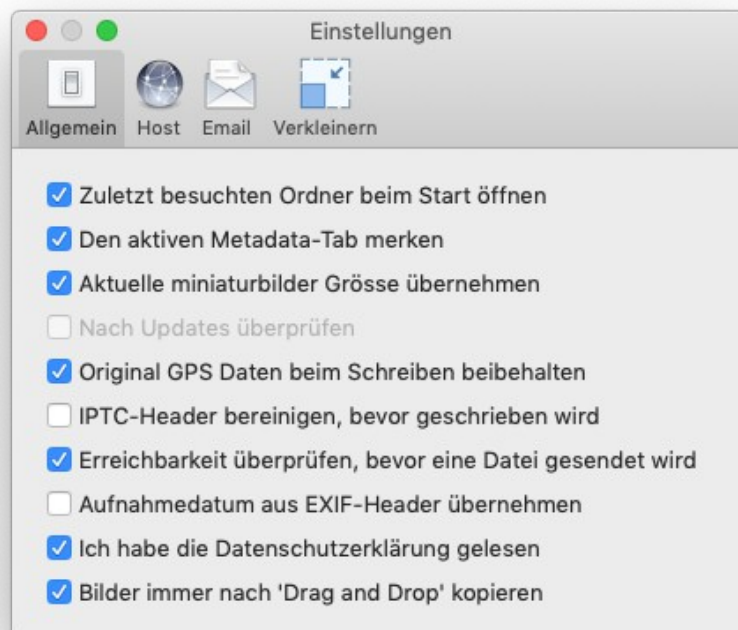 Einstellungen
Allgemein Host Email Verkleinern
Zuletzt besuchten Ordner beim Start öffnen
Den aktiven Metadata-Tab merken
Aktuelle miniaturbilder Grösse übernehmen
Nach Updates überprüfen
Original GPS Daten beim Schreiben beibehalten
IPTC-Header bereinigen, bevor geschrieben wird
Erreichbarkeit überprüfen, bevor eine Datei gesendet wird
Aufnahmedatum aus EXIF-Header übernehmen
Ich habe die Datenschutzerklärung gelesen
Bilder immer nach 'Drag and Drop' kopieren